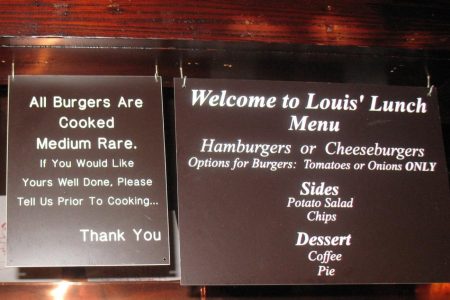 All Burgers Are
Cooked
Medium Rare.
If You Would Like
Yours Well Done, Please
Tell Us Prior To Cooking...
Thank You
Welcome to Louis' Lunch
Menu
Hamburgers or Cheeseburgers
Options for Burgers: Tomatoes or Onions ONLY
Sides
Potato Salad
Chips
Dessert
Coffee
Pie